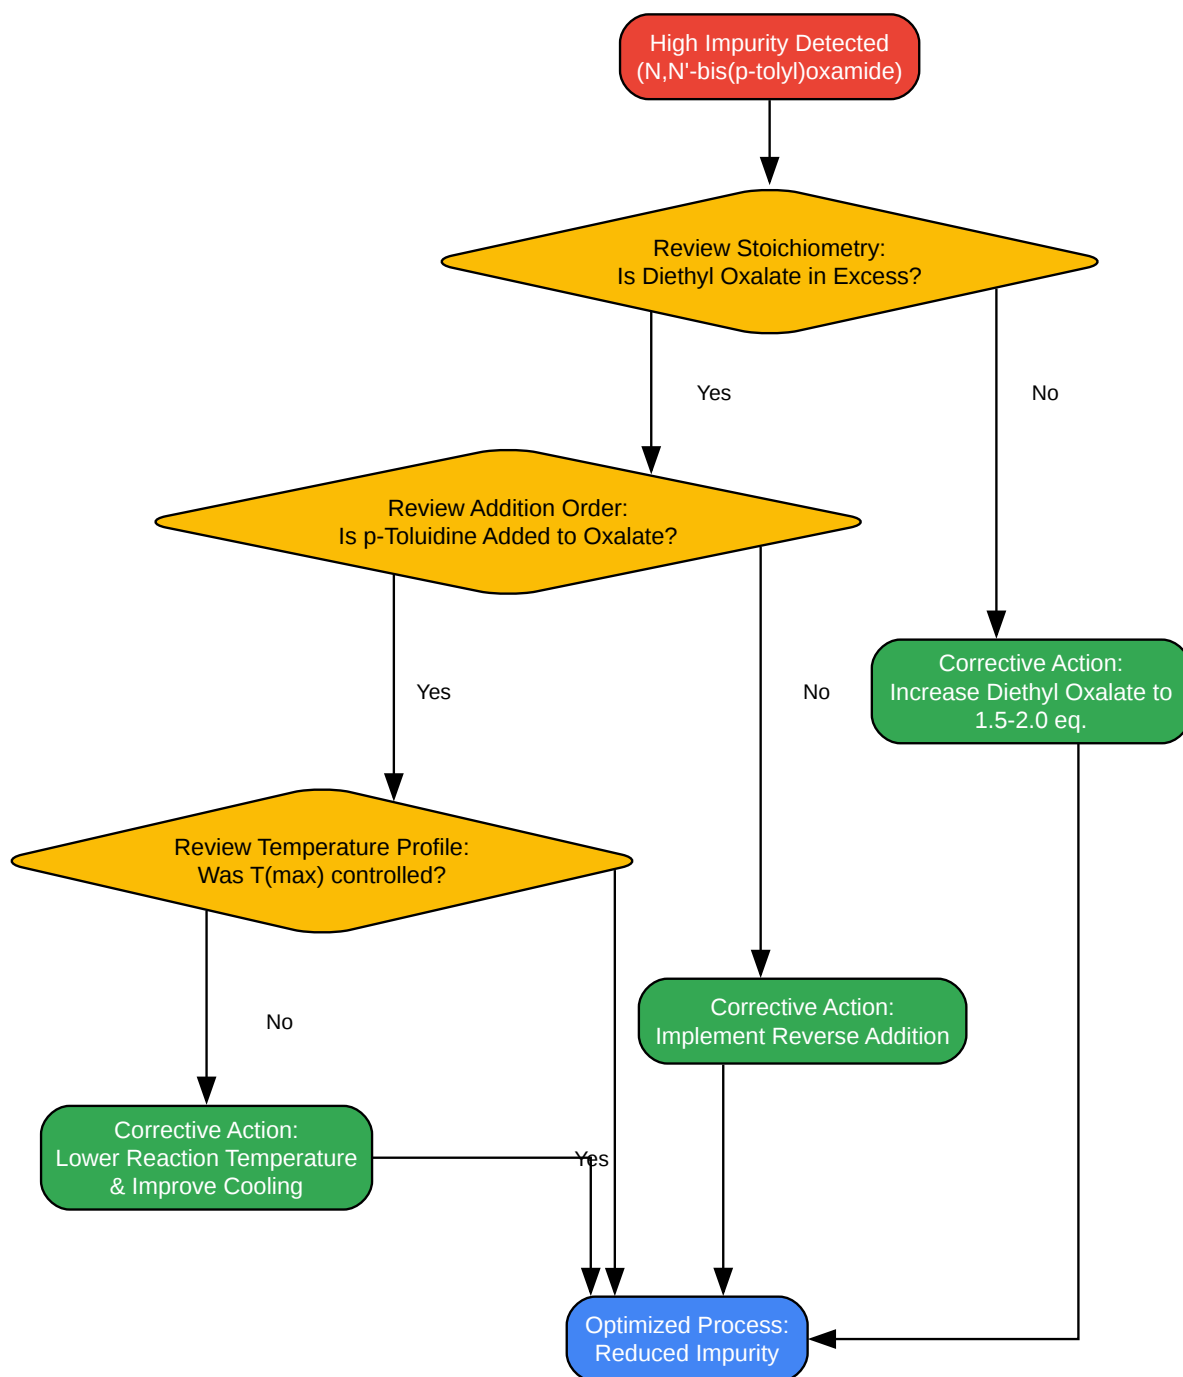 High Impurity Detected
(N,N'-bis(p-tolyl)oxamide)
Review Stoichiometry:
Is Diethyl Oxalate in Excess?
Yes
No
Review Addition Order:
Is p-Toluidine Added to Oxalate?
Yes
No
Corrective Action:
Increase Diethyl Oxalate to
1.5-2.0 eq.
Review Temperature Profile:
Was T(max) controlled?
No
Yes
Corrective Action:
Implement Reverse Addition
Corrective Action:
Lower Reaction Temperature
& Improve Cooling
Optimized Process:
Reduced Impurity